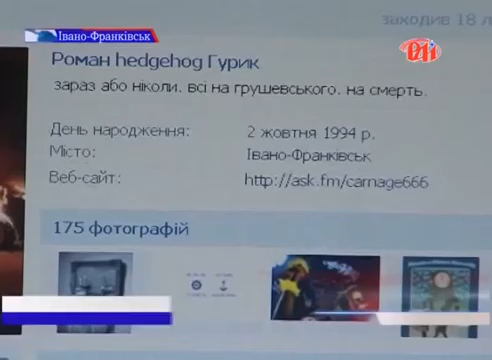 заходив 18 л
Івано-Франківськ
РАІ
Роман hedgehog Гурик
зараз або ніколи. всі на грушевського. на смерть.
День народження: 2 жовтня 1994 р.
Місто: Івано-Франківськ
Веб-сайт: http://ask.fm/carnage666
175 фотографій